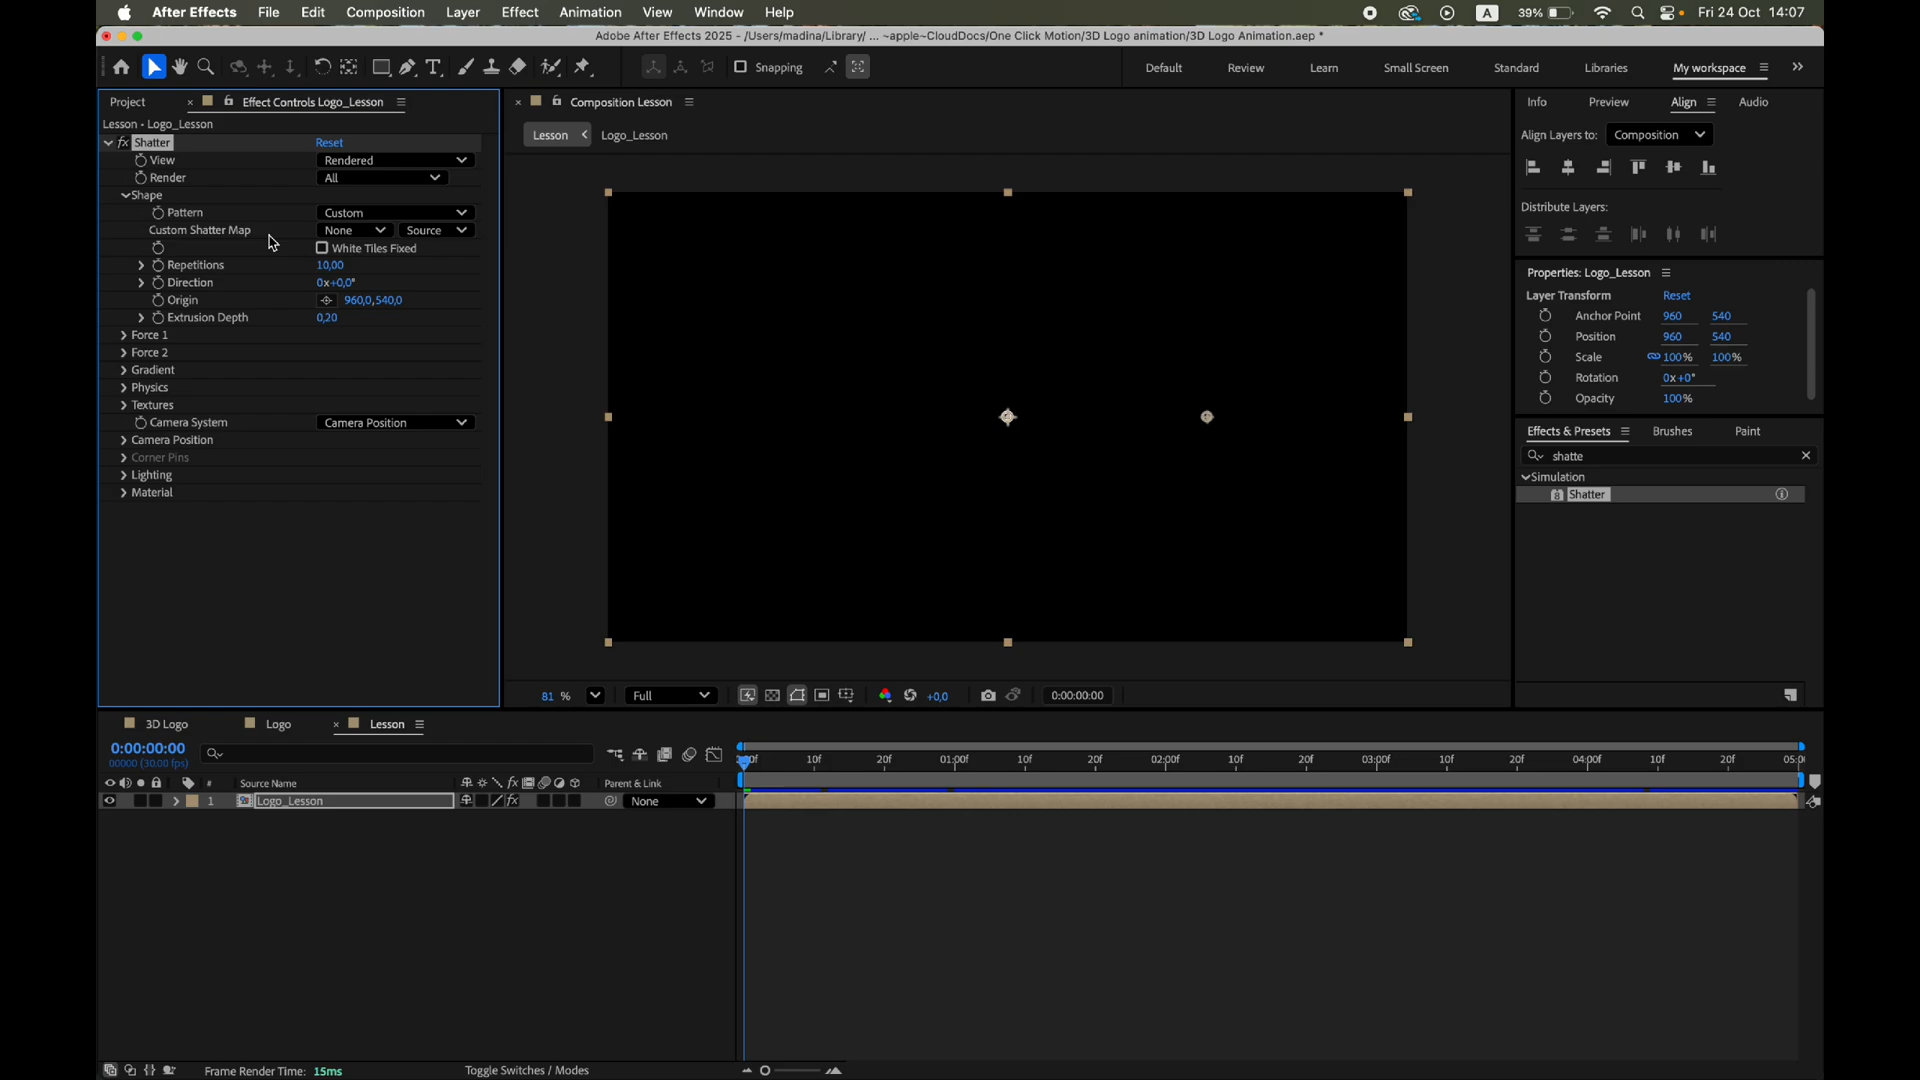 After Effects File Edit Composition Layer Effect Animation View Window Help A 39% Fri 24 Oct 14:07
Adobe After Effects 2025 - /Users/madina/Library/ ... ~apple~CloudDocs/One Click Motion/3D Logo animation/3D Logo Animation.aep *
Snapping Default Review Learn Small Screen Standard Libraries My workspace
Project Effect Controls Logo_Lesson
Lesson - Logo_Lesson
fx Shatter Reset
View Rendered
Render All
Shape
Pattern Custom
Custom Shatter Map None Source
White Tiles Fixed
Repetitions 10,00
Direction 0x+0,0°
Origin 960,0,540,0
Extrusion Depth 0,20
Force 1
Force 2
Gradient
Physics
Textures
Camera System Camera Position
Camera Position
Corner Pins
Lighting
Material
Composition Lesson
Lesson Logo_Lesson
81 % Full +0,0 0:00:00:00
Info Preview Align Audio
Align Layers to: Composition
Distribute Layers:
Properties: Logo_Lesson
Layer Transform Reset
Anchor Point 960 540
Position 960 540
Scale 100% 100%
Rotation 0x+0°
Opacity 100%
Effects & Presets Brushes Paint
shatte
Simulation
8 Shatter
3D Logo Logo Lesson
0:00:00:00
00000 (30.00 fps)
10f 20f 01:00f 10f 20f 02:00f 10f 20f 03:00f 10f 20f 04:00f 10f 20f
# Source Name fx Parent & Link
1 Logo_Lesson fx None
Frame Render Time: 15ms Toggle Switches / Modes